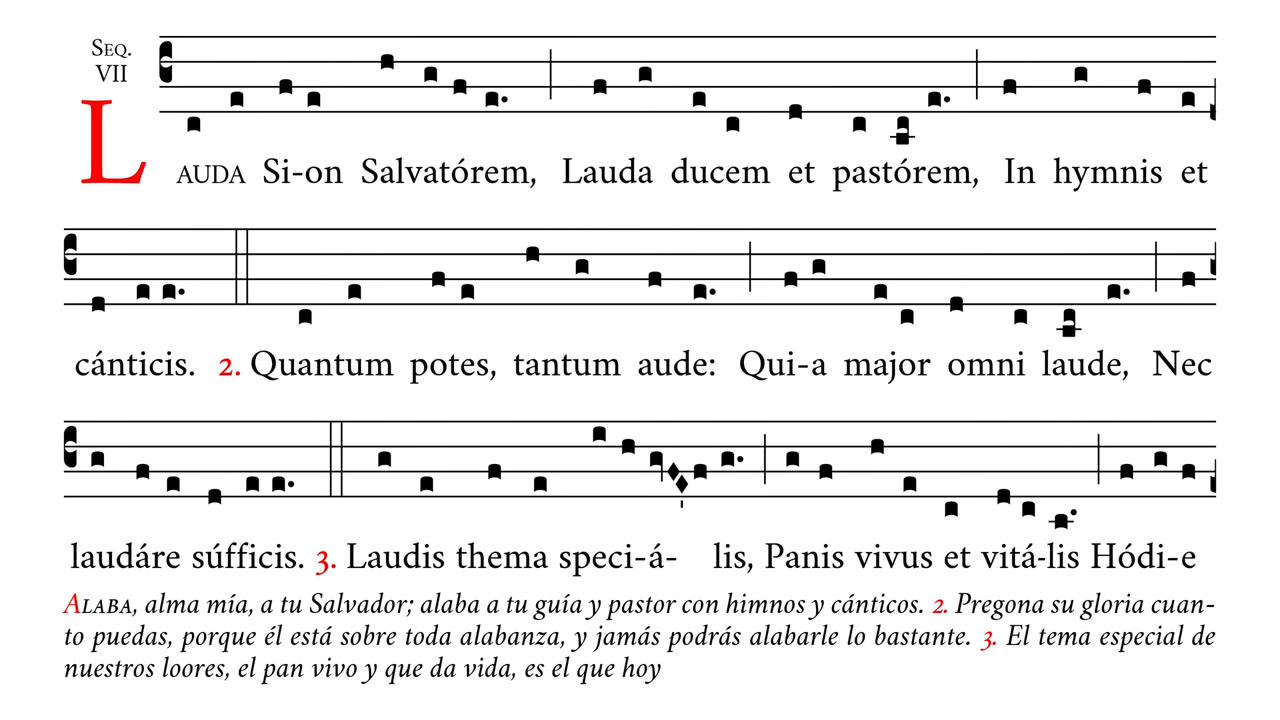 SEQ.
VII
LAUDA Si-on Salvatórem, Lauda ducem et pastórem, In hymnis et
cánticis. 2. Quantum potes, tantum aude: Qui-a major omni laude, Nec
laudáre súfficis. 3. Laudis thema speci-á- lis, Panis vivus et vitá-lis Hódi-e
ALABA, alma mía, a tu Salvador; alaba a tu guía y pastor con himnos y cánticos. 2. Pregona su gloria cuan-
to puedas, porque él está sobre toda alabanza, y jamás podrás alabarle lo bastante. 3. El tema especial de
nuestros loores, el pan vivo y que da vida, es el que hoy